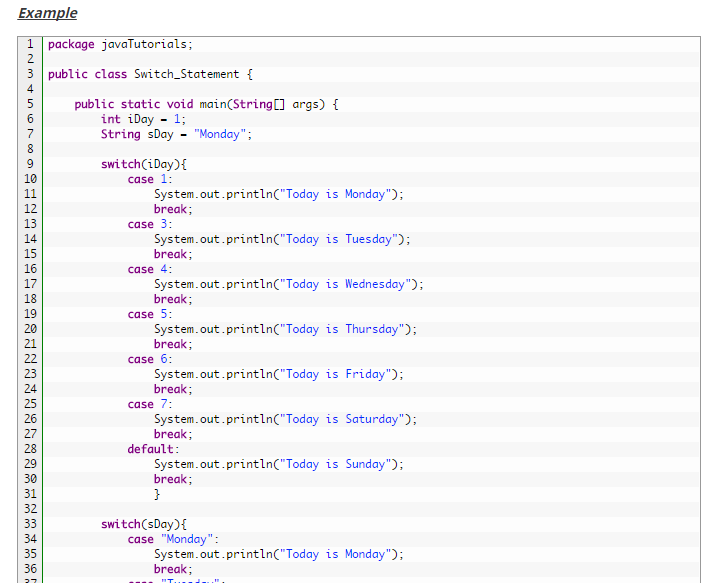 Example
1 package javaTutorials;
2
3 public class Switch_Statement {
4
5     public static void main(String[] args) {
6         int iDay = 1;
7         String sDay = "Monday";
8
9         switch(iDay){
10             case 1:
11                 System.out.println("Today is Monday");
12                 break;
13             case 3:
14                 System.out.println("Today is Tuesday");
15                 break;
16             case 4:
17                 System.out.println("Today is Wednesday");
18                 break;
19             case 5:
20                 System.out.println("Today is Thursday");
21                 break;
22             case 6:
23                 System.out.println("Today is Friday");
24                 break;
25             case 7:
26                 System.out.println("Today is Saturday");
27                 break;
28             default:
29                 System.out.println("Today is Sunday");
30                 break;
31                 }
32
33         switch(sDay){
34             case "Monday":
35                 System.out.println("Today is Monday");
36                 break;
37             case "Tuesday":